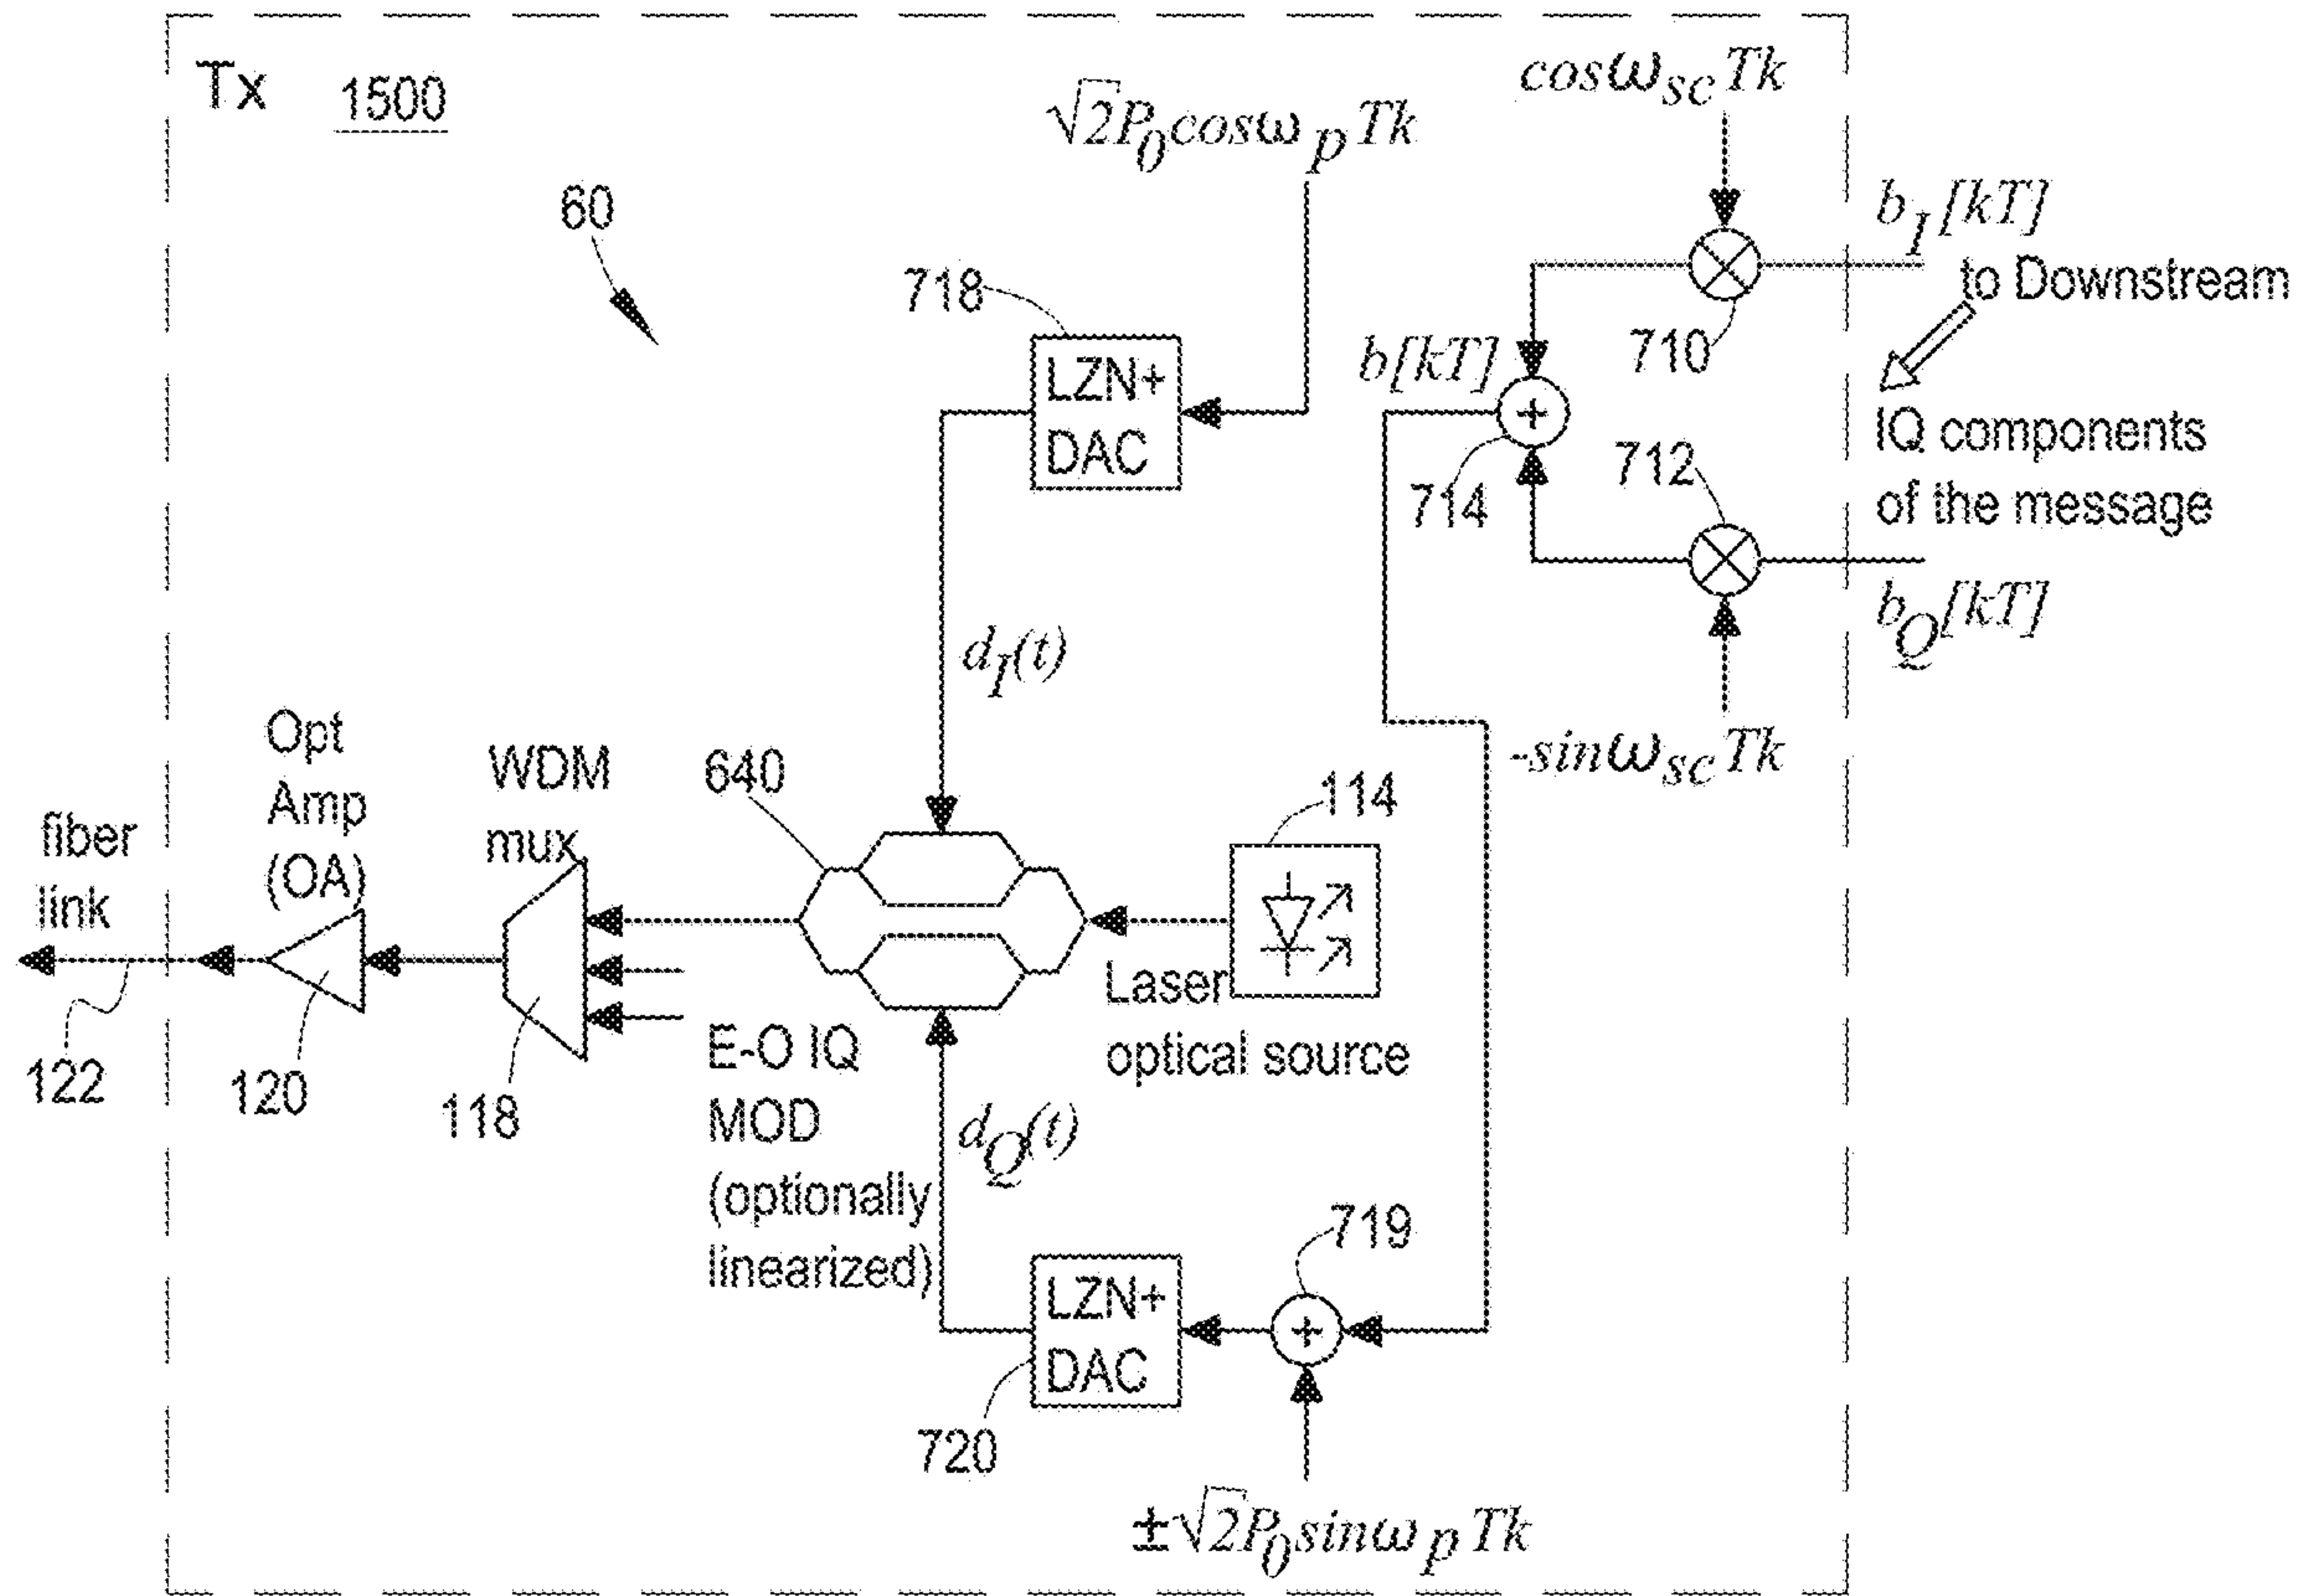 Tx 1500
cosω_sc Tk
√2P_0cosω_p Tk
60
b_I[kT]
718
to Downstream
710
LZN+
DAC
b[kT]
+
IQ components
of the message
712
714
b_Q[kT]
d_I(t)
-sinω_sc Tk
Opt
Amp
(OA)
WDM
mux
640
114
fiber
link
Laser
optical source
122
120
118
E-O IQ
MOD
(optionally
linearized)
d_Q(t)
719
LZN+
DAC
+
720
±√2P_0sinω_p Tk